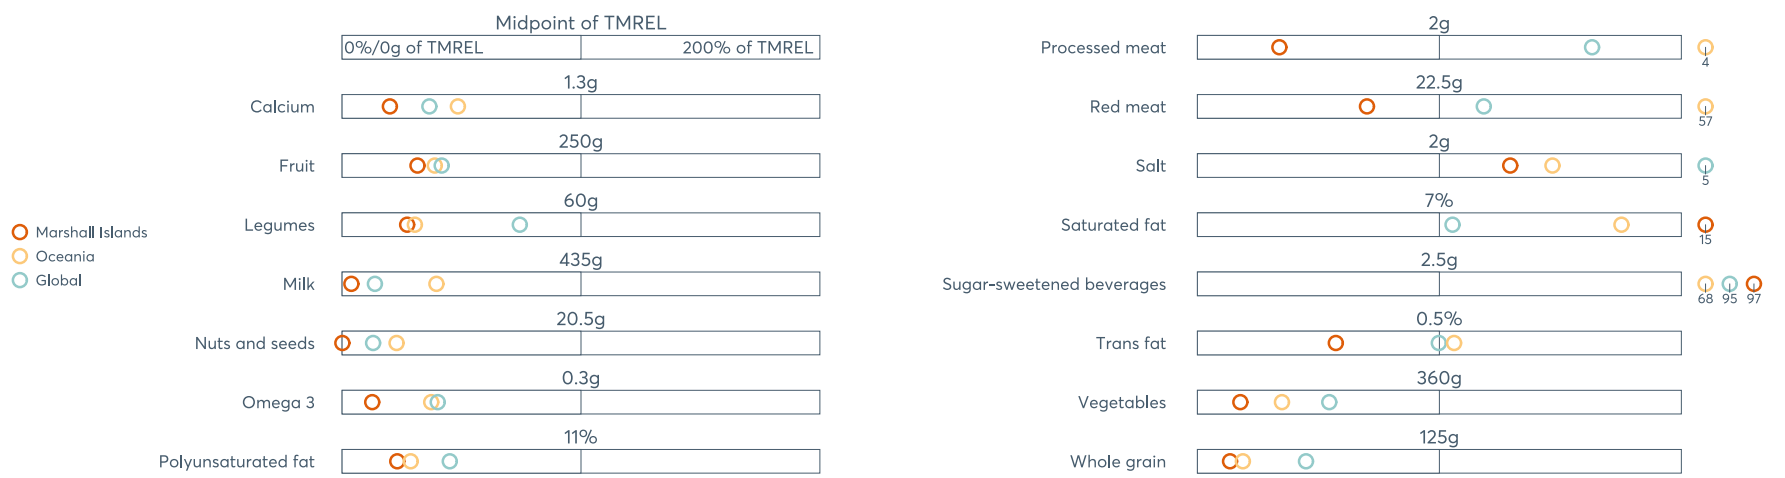 Midpoint of TMREL
0%/0g of TMREL 200% of TMREL
1.3g
Calcium
250g
Fruit
60g
Legumes
435g
Milk
20.5g
Nuts and seeds
0.3g
Omega 3
11%
Polyunsaturated fat
Marshall Islands
Oceania
Global
2g
Processed meat
4
22.5g
Red meat
57
2g
Salt
5
7%
Saturated fat
15
2.5g
Sugar-sweetened beverages
68 95 97
0.5%
Trans fat
360g
Vegetables
125g
Whole grain